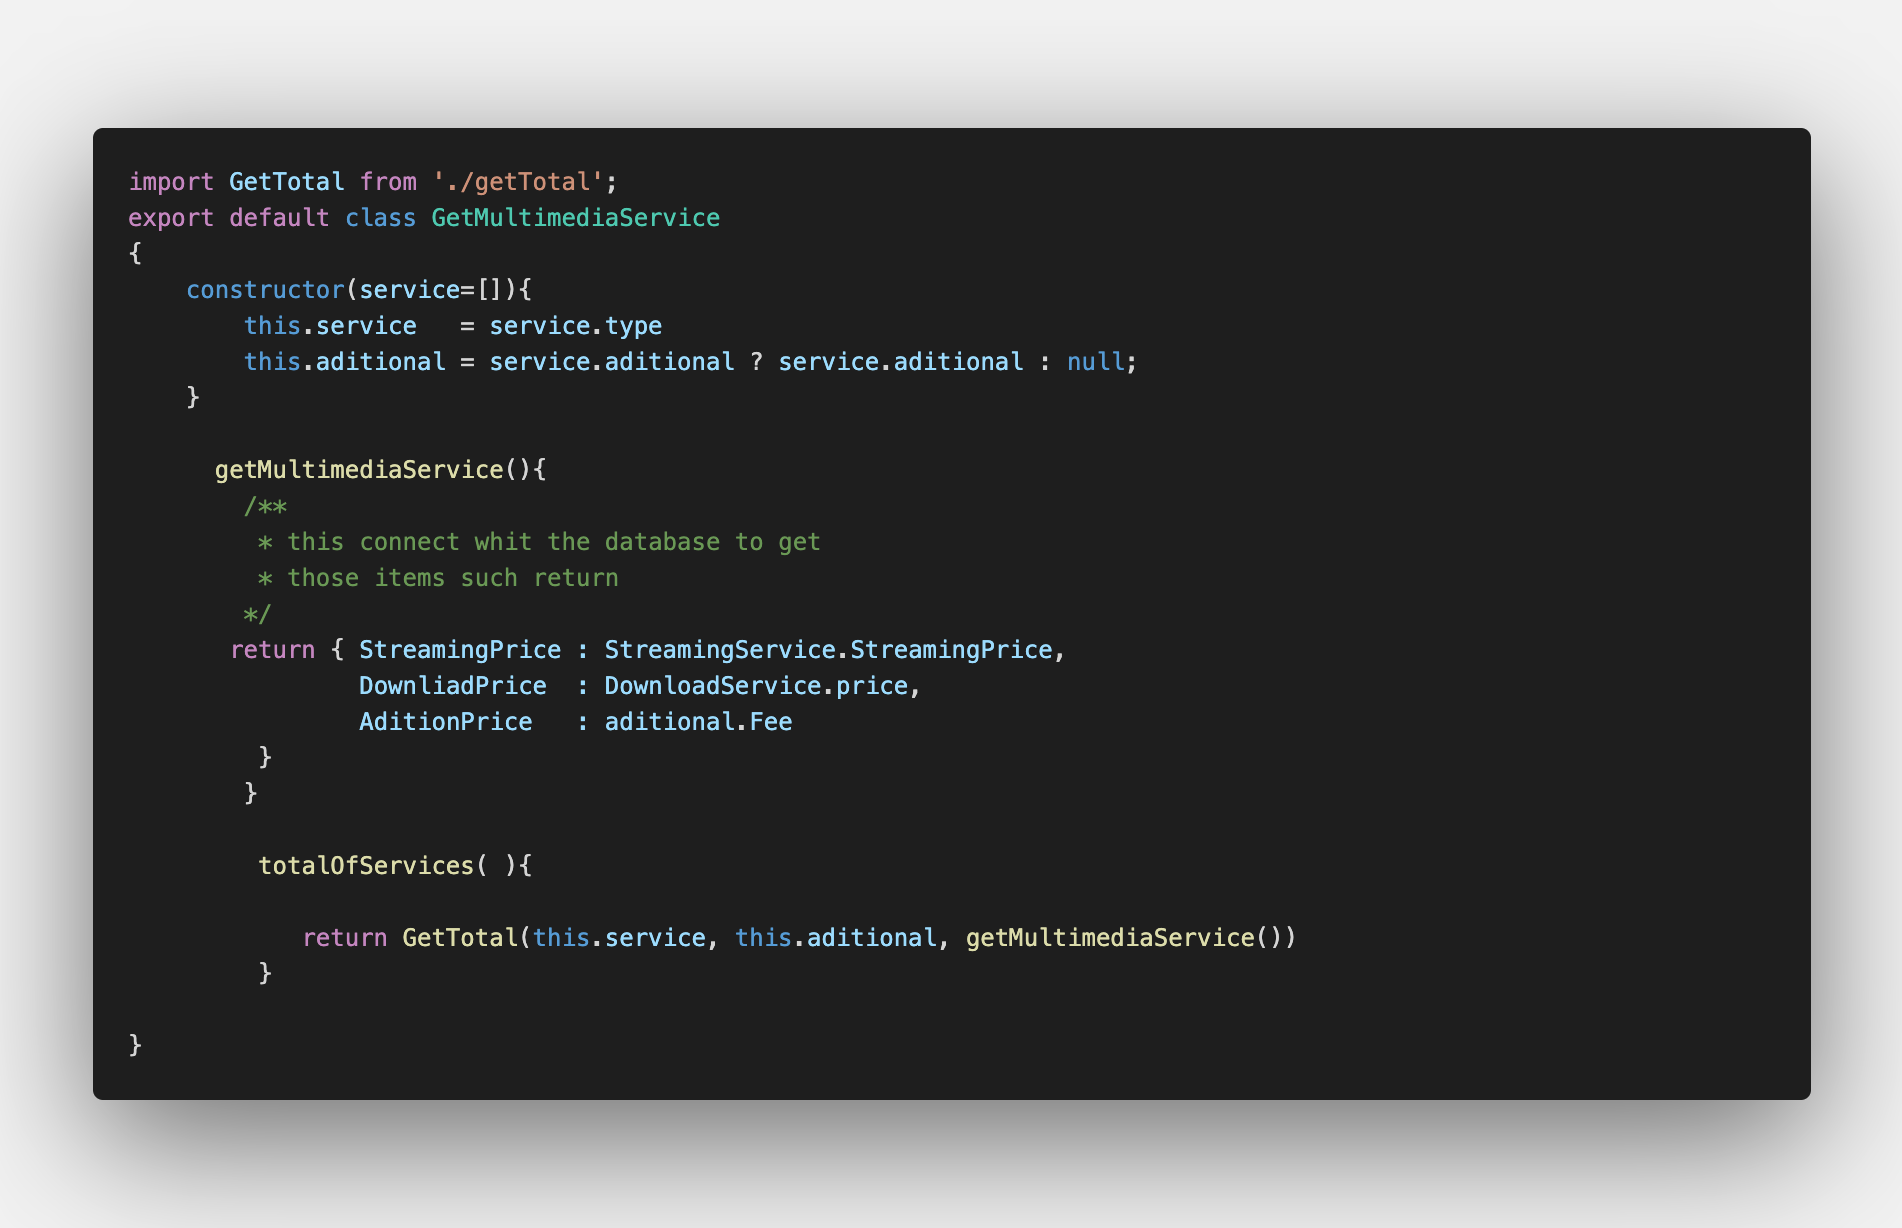 import GetTotal from './getTotal';
export default class GetMultimediaService
{
    constructor(service=[]){
        this.service   = service.type
        this.aditional = service.aditional ? service.aditional : null;
    }

      getMultimediaService(){
        /**
         * this connect whit the database to get
         * those items such return
        */
       return { StreamingPrice : StreamingService.StreamingPrice,
                DownliadPrice  : DownloadService.price,
                AditionPrice   : aditional.Fee
         }
        }

         totalOfServices( ){

            return GetTotal(this.service, this.aditional, getMultimediaService())
         }

}